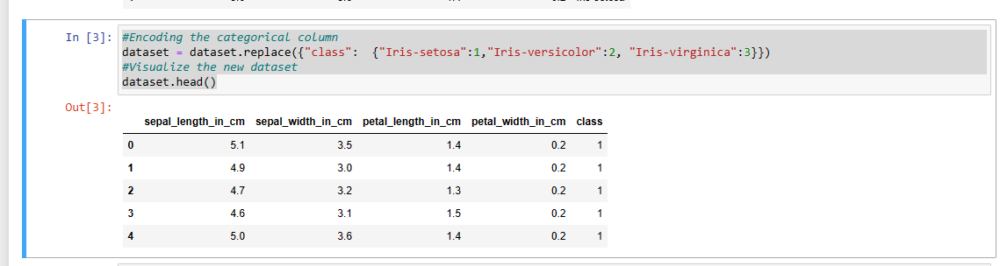 In [3]: #Encoding the categorical column
dataset = dataset.replace({"class":  {"Iris-setosa":1,"Iris-versicolor":2, "Iris-virginica":3}})
#Visualize the new dataset
dataset.head()
Out[3]:
sepal_length_in_cm sepal_width_in_cm petal_length_in_cm petal_width_in_cm class
0 5.1 3.5 1.4 0.2 1
1 4.9 3.0 1.4 0.2 1
2 4.7 3.2 1.3 0.2 1
3 4.6 3.1 1.5 0.2 1
4 5.0 3.6 1.4 0.2 1